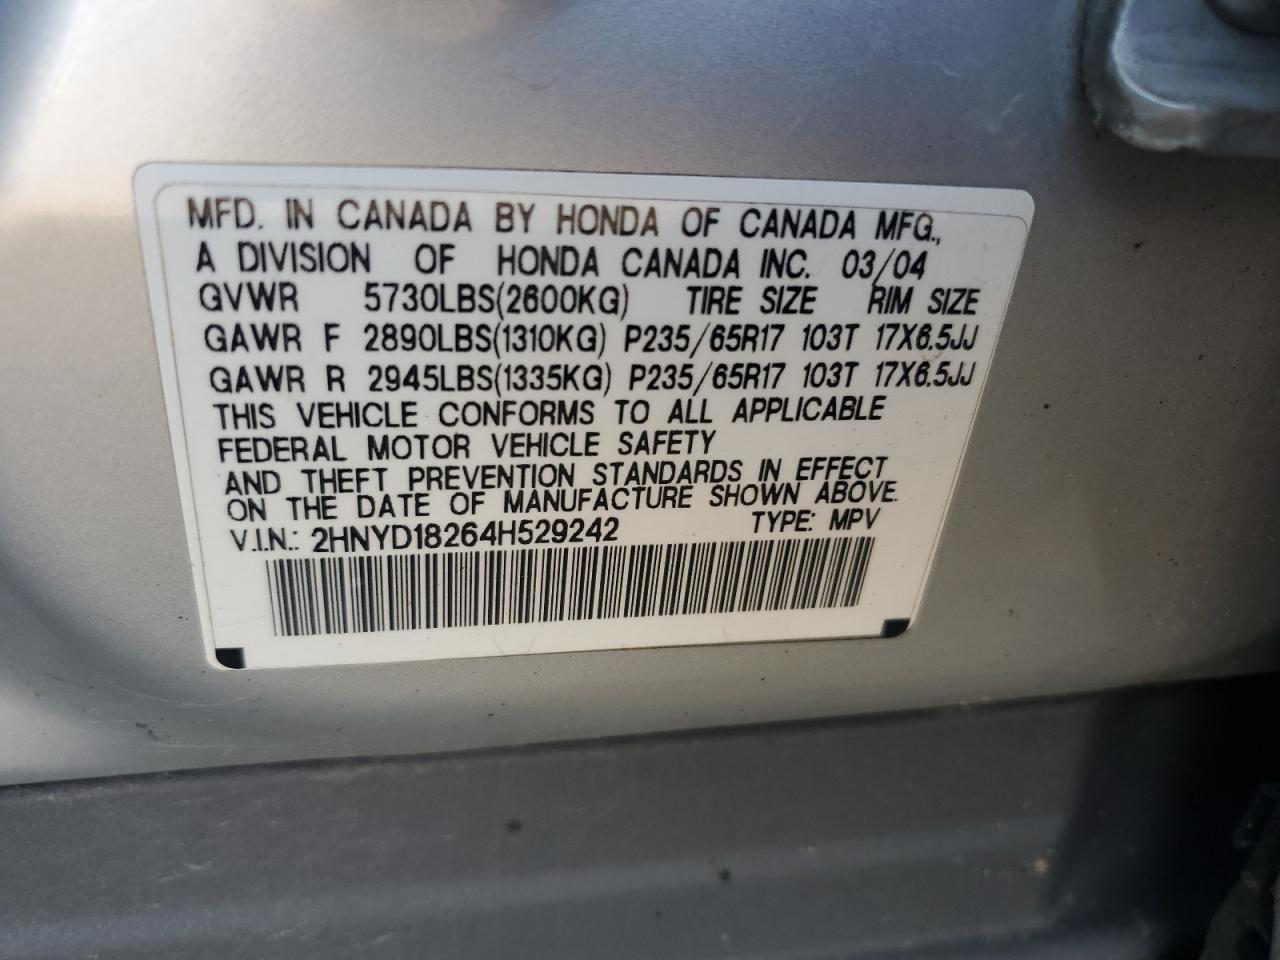 MFD. IN CANADA BY HONDA OF CANADA MFG.,
A DIVISION OF HONDA CANADA INC. 03/04
GVWR 5730LBS(2600KG) TIRE SIZE RIM SIZE
GAWR F 2890LBS(1310KG) P235/65R17 103T 17X6.5JJ
GAWR R 2945LBS(1335KG) P235/65R17 103T 17X6.5JJ
THIS VEHICLE CONFORMS TO ALL APPLICABLE
FEDERAL MOTOR VEHICLE SAFETY
AND THEFT PREVENTION STANDARDS IN EFFECT
ON THE DATE OF MANUFACTURE SHOWN ABOVE.
V.I.N.: 2HNYD18264H529242 TYPE: MPV